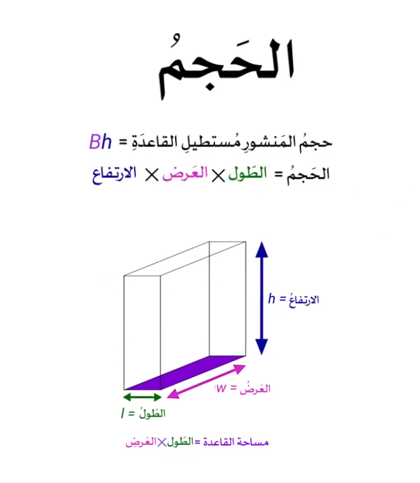 الحَجمُ
حجمُ المَنشورِ مُستطيلِ القاعدَةِ = Bh
الحَجمُ = الطّول × العَرض × الارتفاع
الارتفاعُ = h
العَرضُ = w
الطّولُ = l
مساحة القاعدة = الطّول × العَرضِ